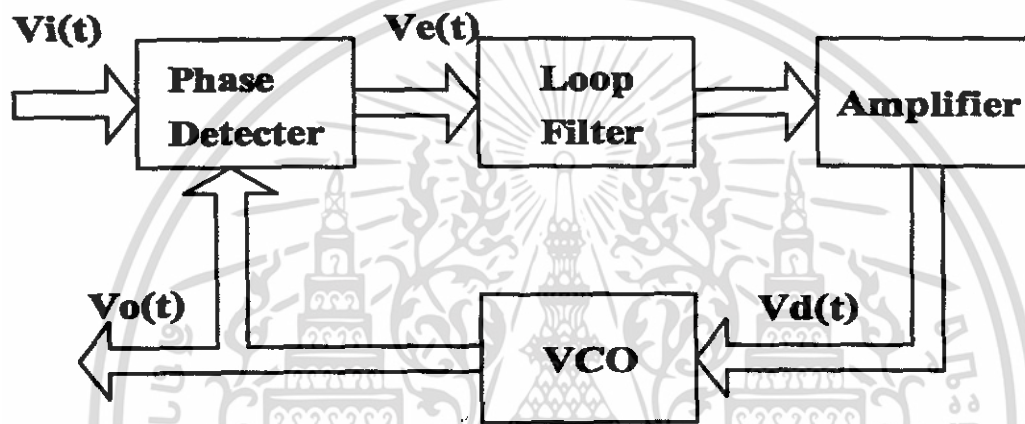 Vi(t)
Ve(t)
Phase
Detecter
Loop
Filter
Amplifier
Vo(t)
VCO
Vd(t)